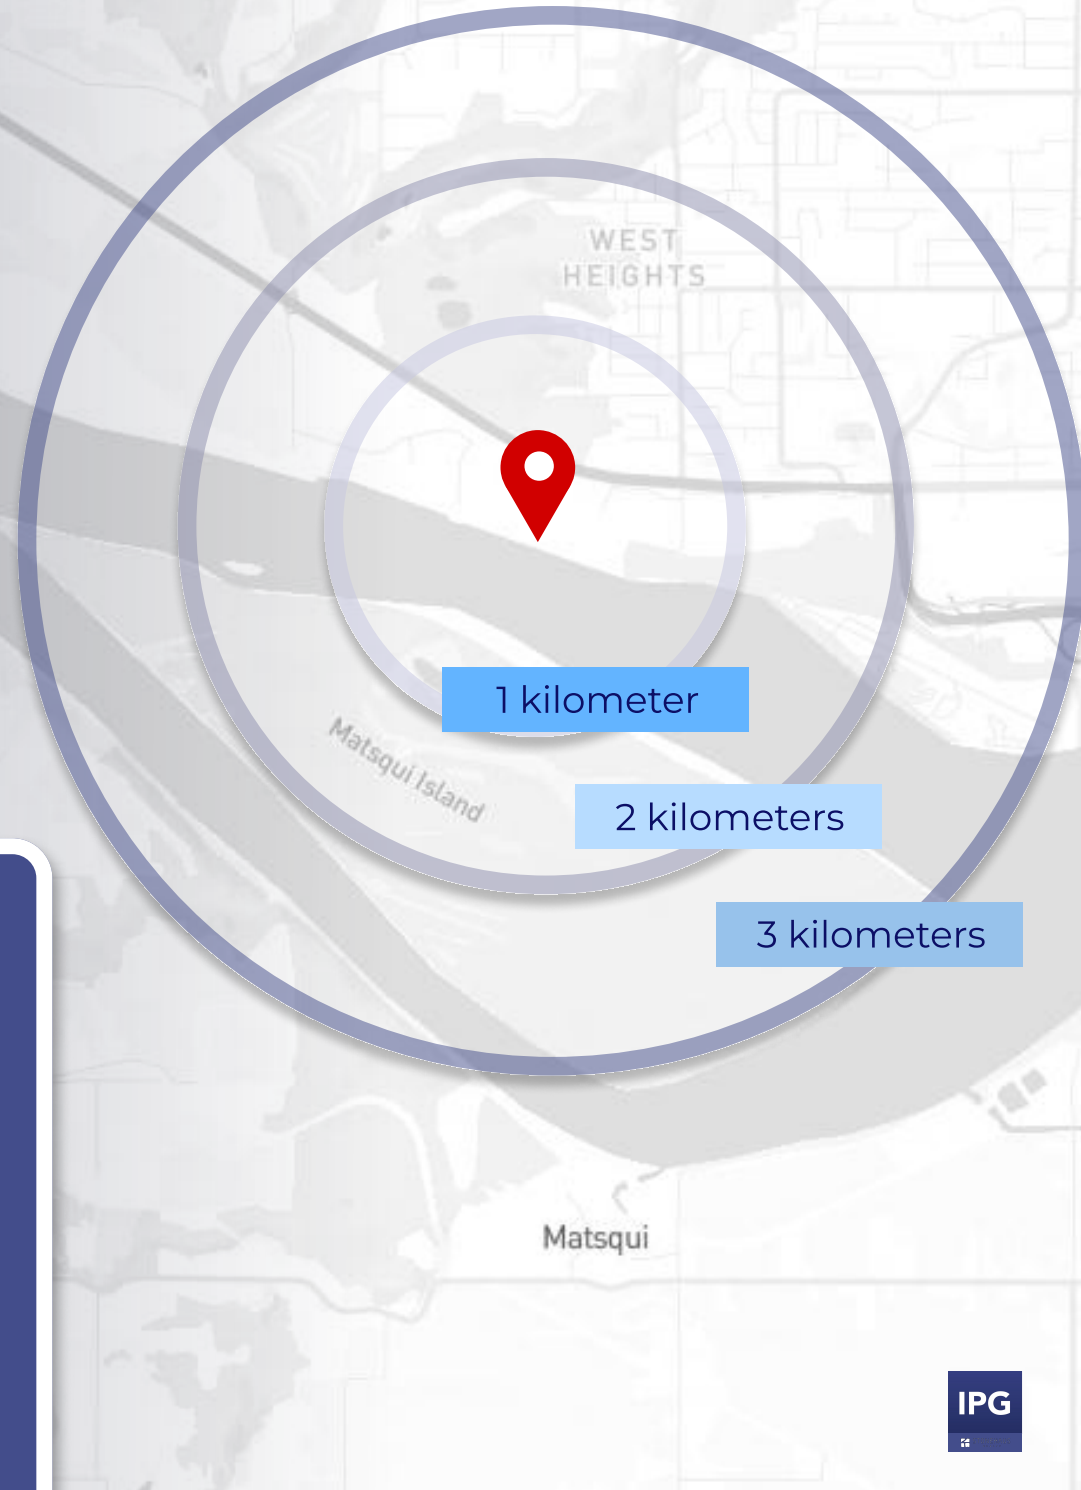 WEST
HEIGHTS
1 kilometer
Matsqui Island
2 kilometers
3 kilometers
Matsqui
IPG